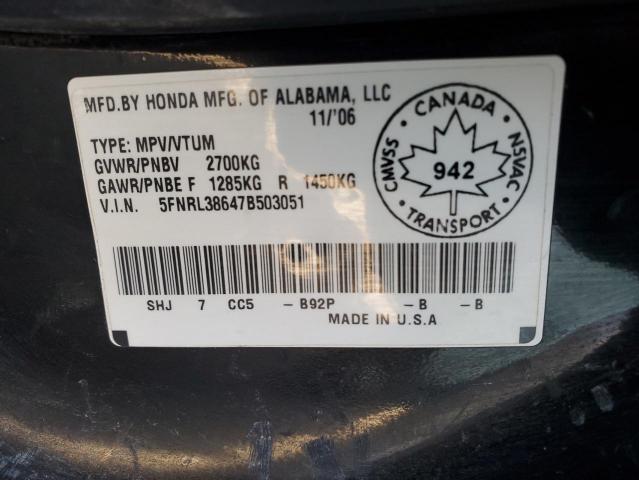 MFD.BY HONDA MFG. OF ALABAMA, LLC
11/'06
TYPE: MPV/VTUM
GVWR/PNBV 2700KG
GAWR/PNBE F 1285KG R 1450KG
V.I.N. 5FNRL38647B503051
CANADA
CMVSS
942
NSVAC
TRANSPORT
SHJ 7 CC5 -B92P -B -B
MADE IN U.S.A